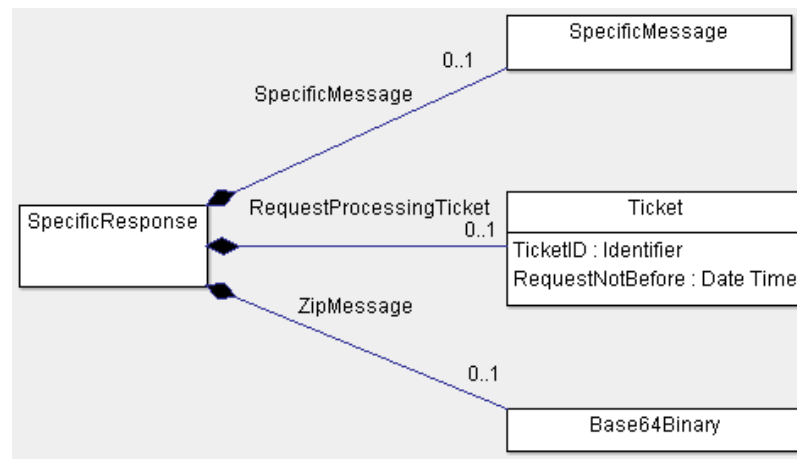 SpecificMessage
0..1
SpecificMessage
RequestProcessingTicket
0..1
Ticket
SpecificResponse
TicketID : Identifier
RequestNotBefore : Date Time
ZipMessage
0..1
Base64Binary